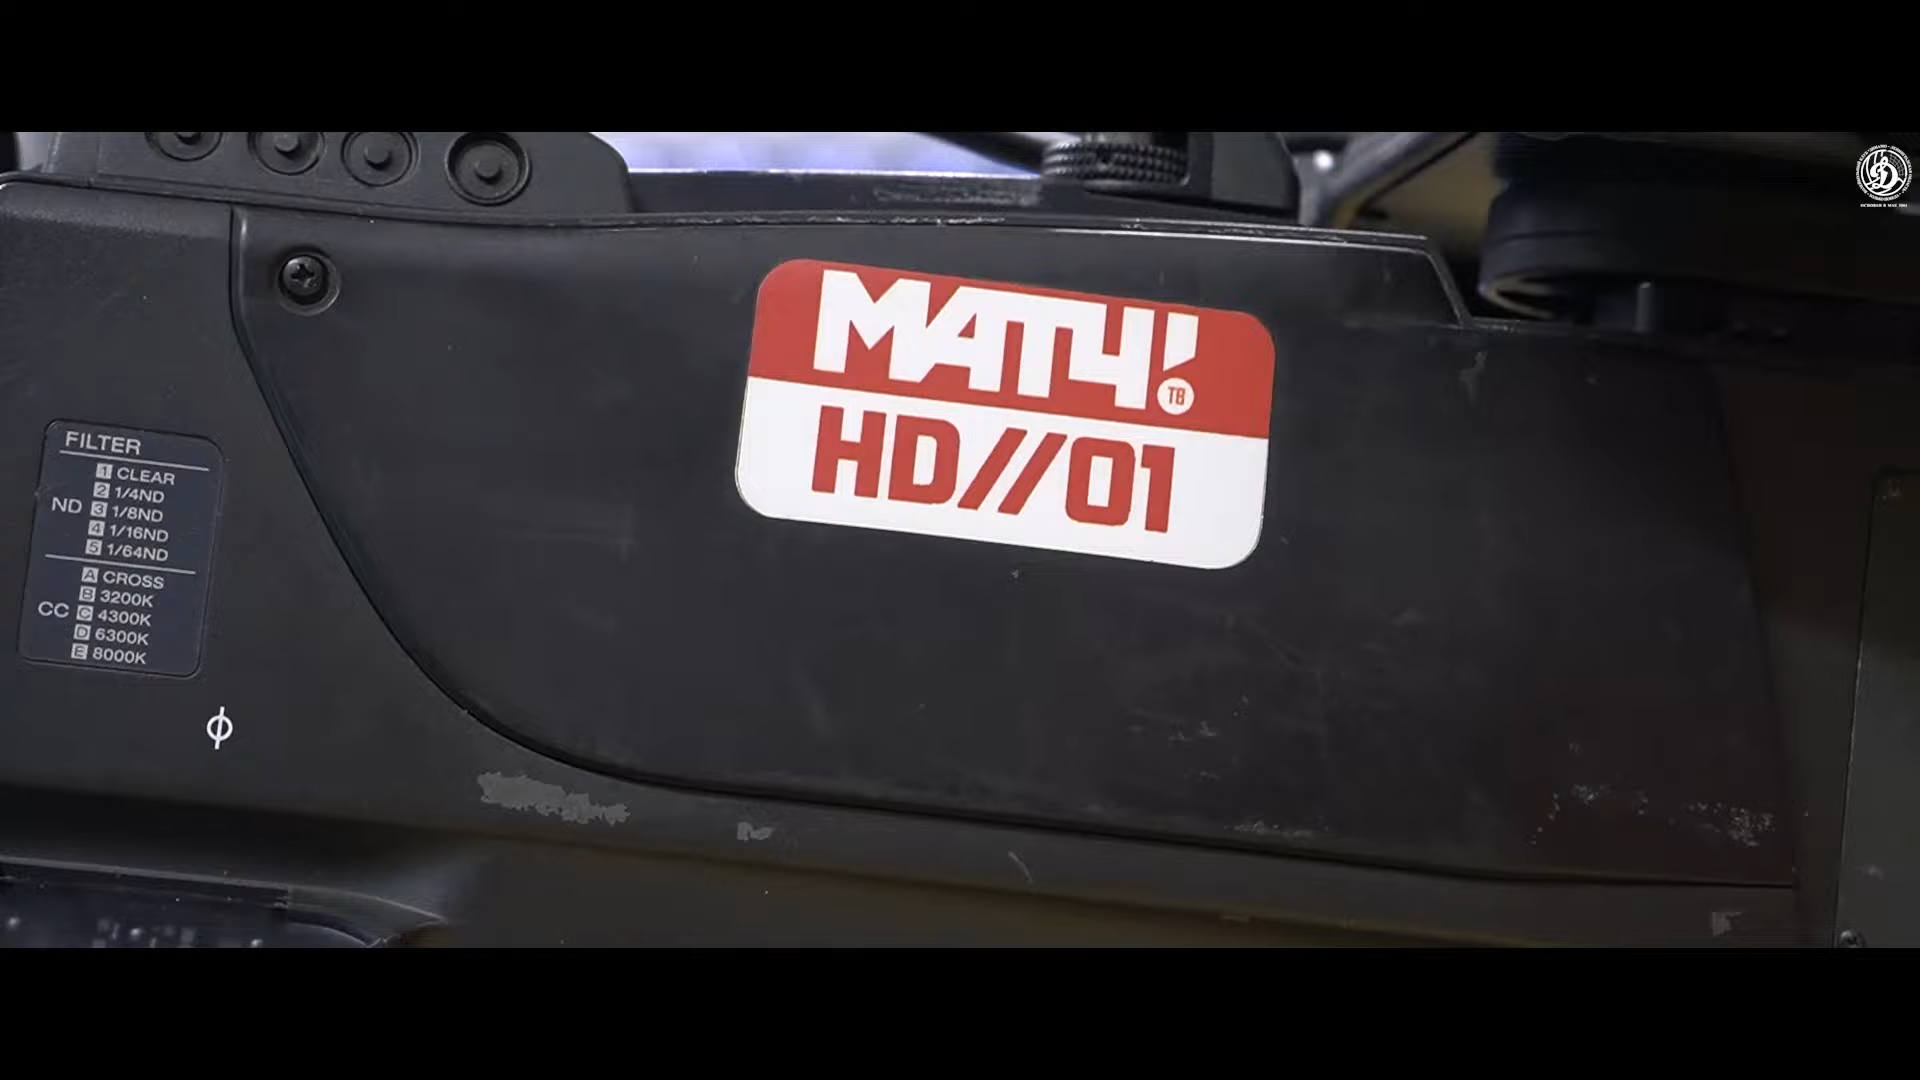 МАТЧ!
ТВ
HD//01
FILTER
1 CLEAR
2 1/4ND
ND 3 1/8ND
4 1/16ND
5 1/64ND
A CROSS
B 3200K
CC C 4300K
D 6300K
E 8000K
ф